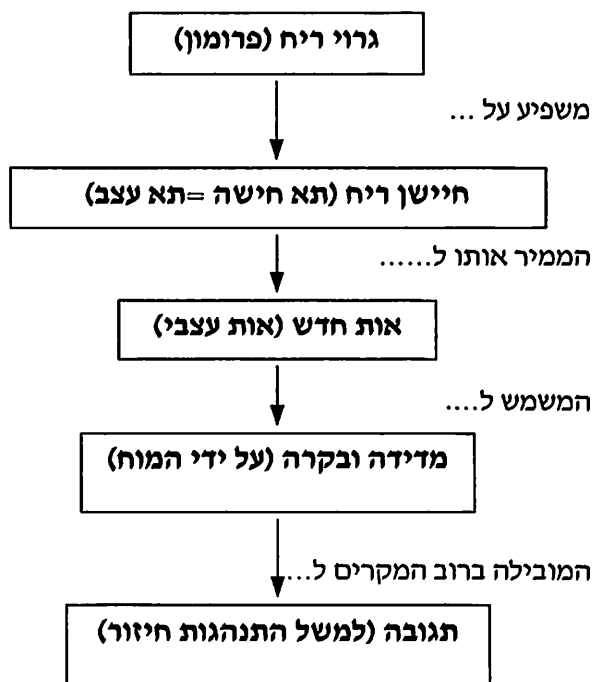 גרוי ריח (פרומון)
משפיע על ...
חיישן ריח (תא חישה =תא עצב)
הממיר אותו ל......
אות חדש (אות עצבי)
המשמש ל....
מדידה ובקרה (על ידי המוח)
המובילה ברוב המקרים ל...
תגובה (למשל התנהגות חיזור)